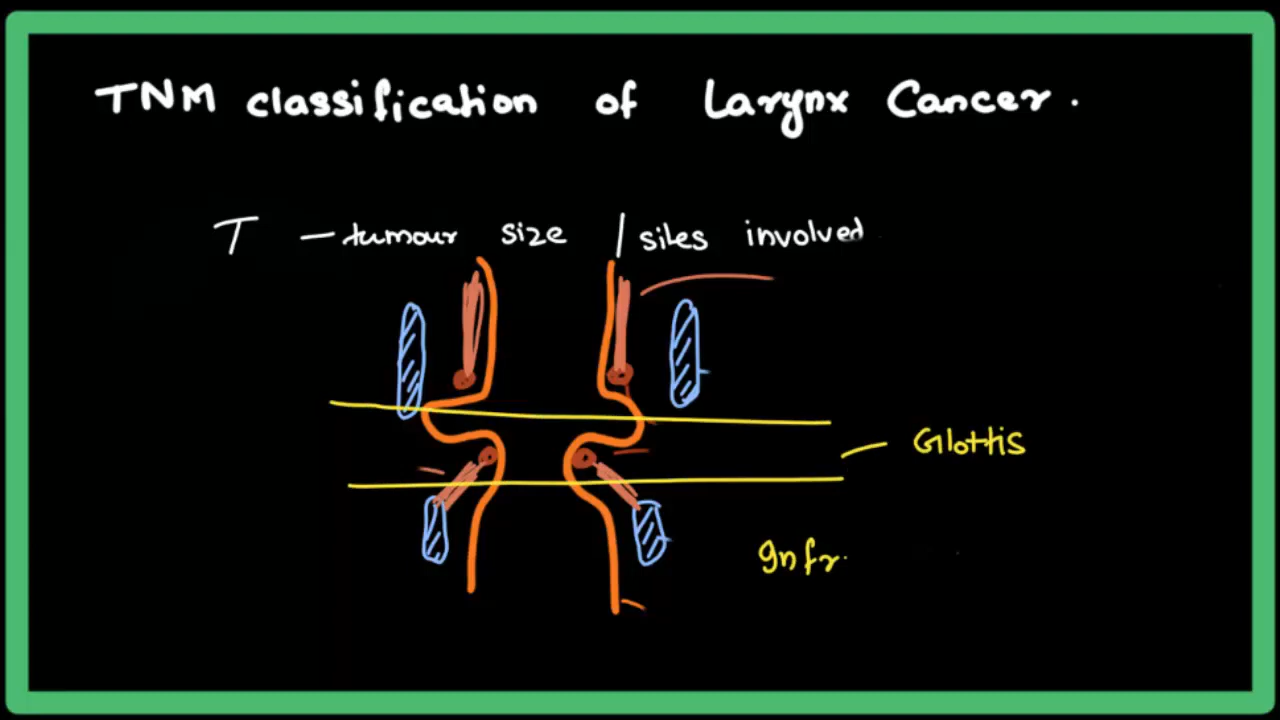 TNM classification of Larynx Cancer.
T – tumour size / sites involved
Glottis
Infr.